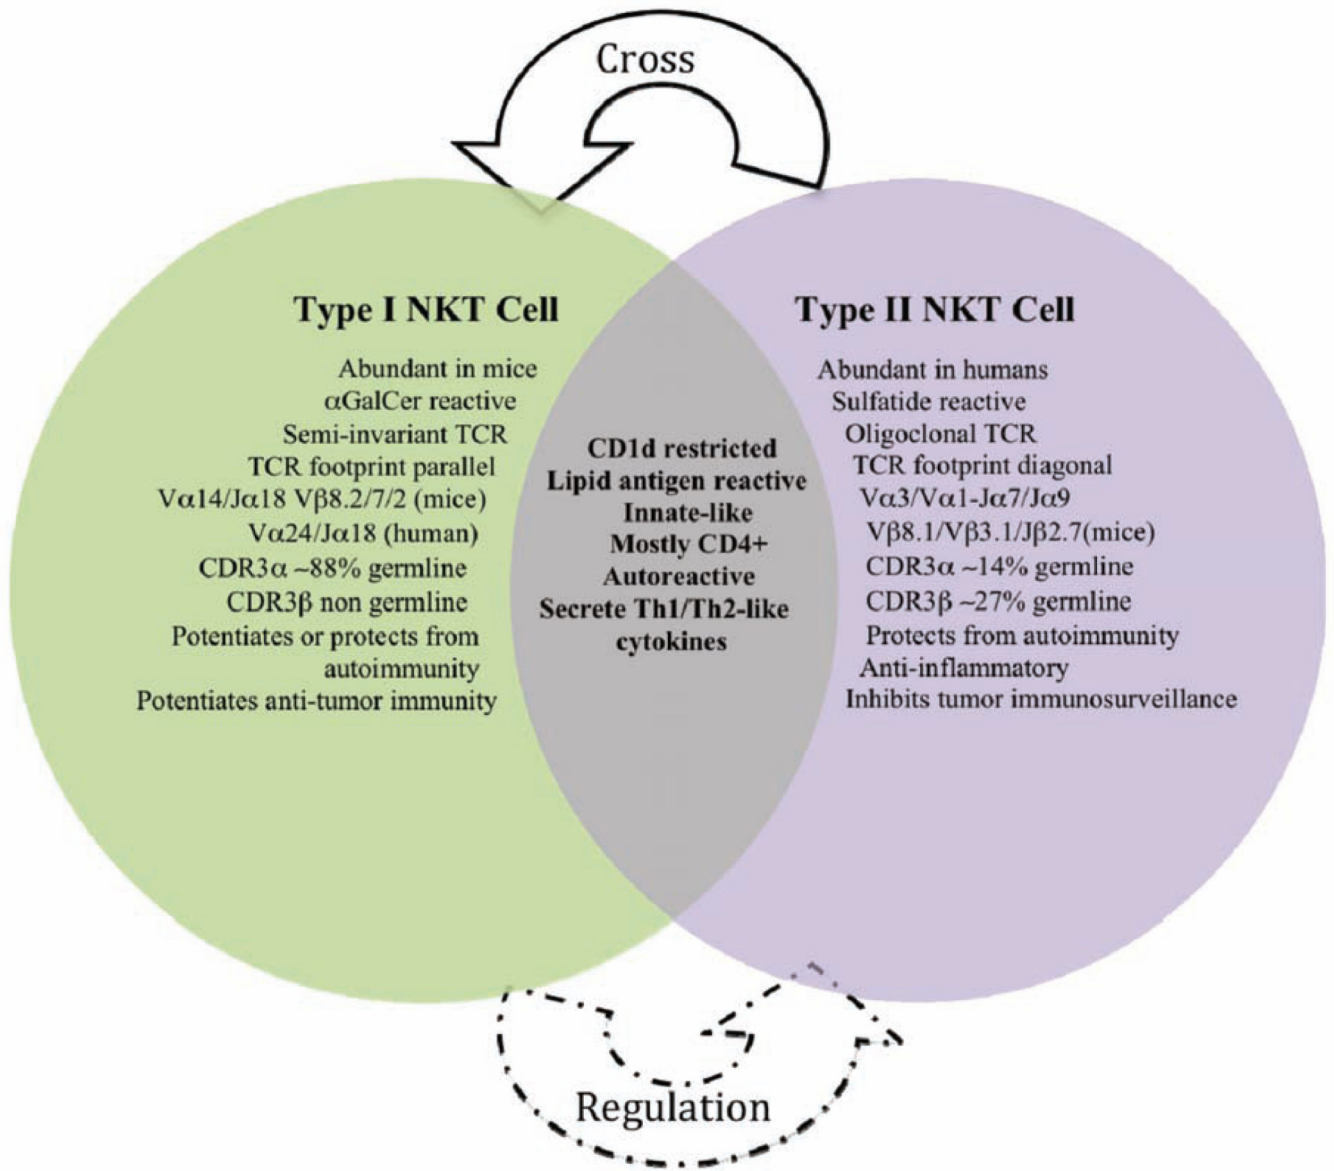 Cross
Type I NKT Cell
Abundant in mice
αGalCer reactive
Semi-invariant TCR
TCR footprint parallel
Vα14/Jα18 Vβ8.2/7/2 (mice)
Vα24/Jα18 (human)
CDR3α ~88% germline
CDR3β non germline
Potentiates or protects from
autoimmunity
Potentiates anti-tumor immunity
CD1d restricted
Lipid antigen reactive
Innate-like
Mostly CD4+
Autoreactive
Secrete Th1/Th2-like
cytokines
Type II NKT Cell
Abundant in humans
Sulfatide reactive
Oligoclonal TCR
TCR footprint diagonal
Vα3/Vα1-Jα7/Jα9
Vβ8.1/Vβ3.1/Jβ2.7(mice)
CDR3α ~14% germline
CDR3β ~27% germline
Protects from autoimmunity
Anti-inflammatory
Inhibits tumor immunosurveillance
Regulation